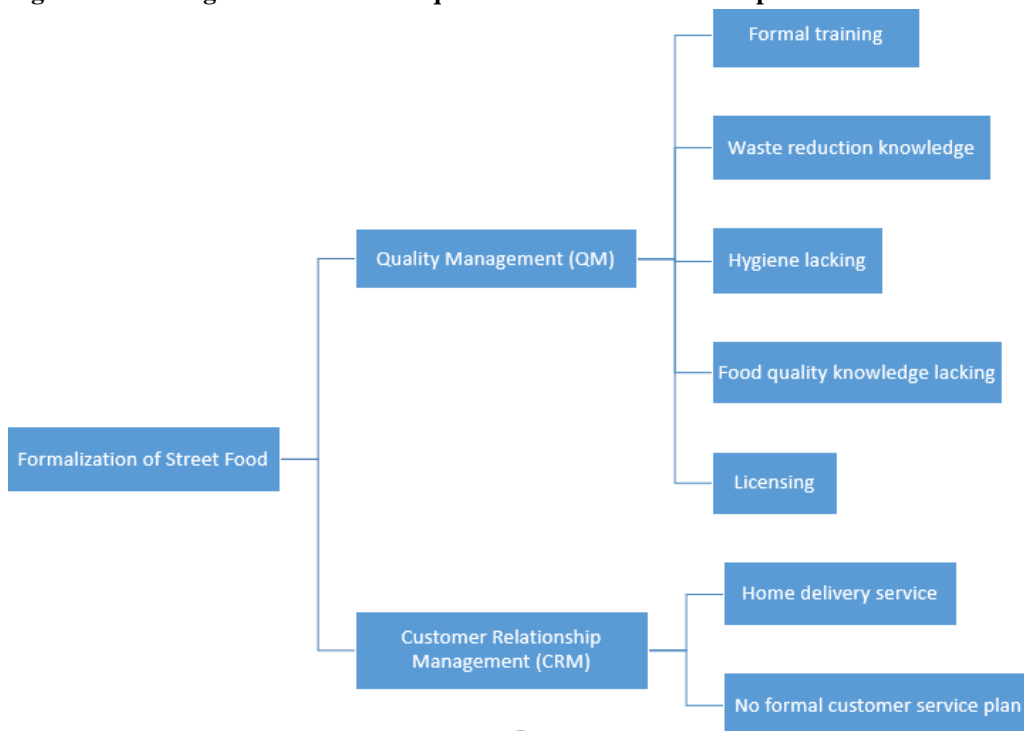 Formal training
Waste reduction knowledge
Quality Management (QM)
Hygiene lacking
Food quality knowledge lacking
Formalization of Street Food
Licensing
Home delivery service
Customer Relationship
Management (CRM)
No formal customer service plan